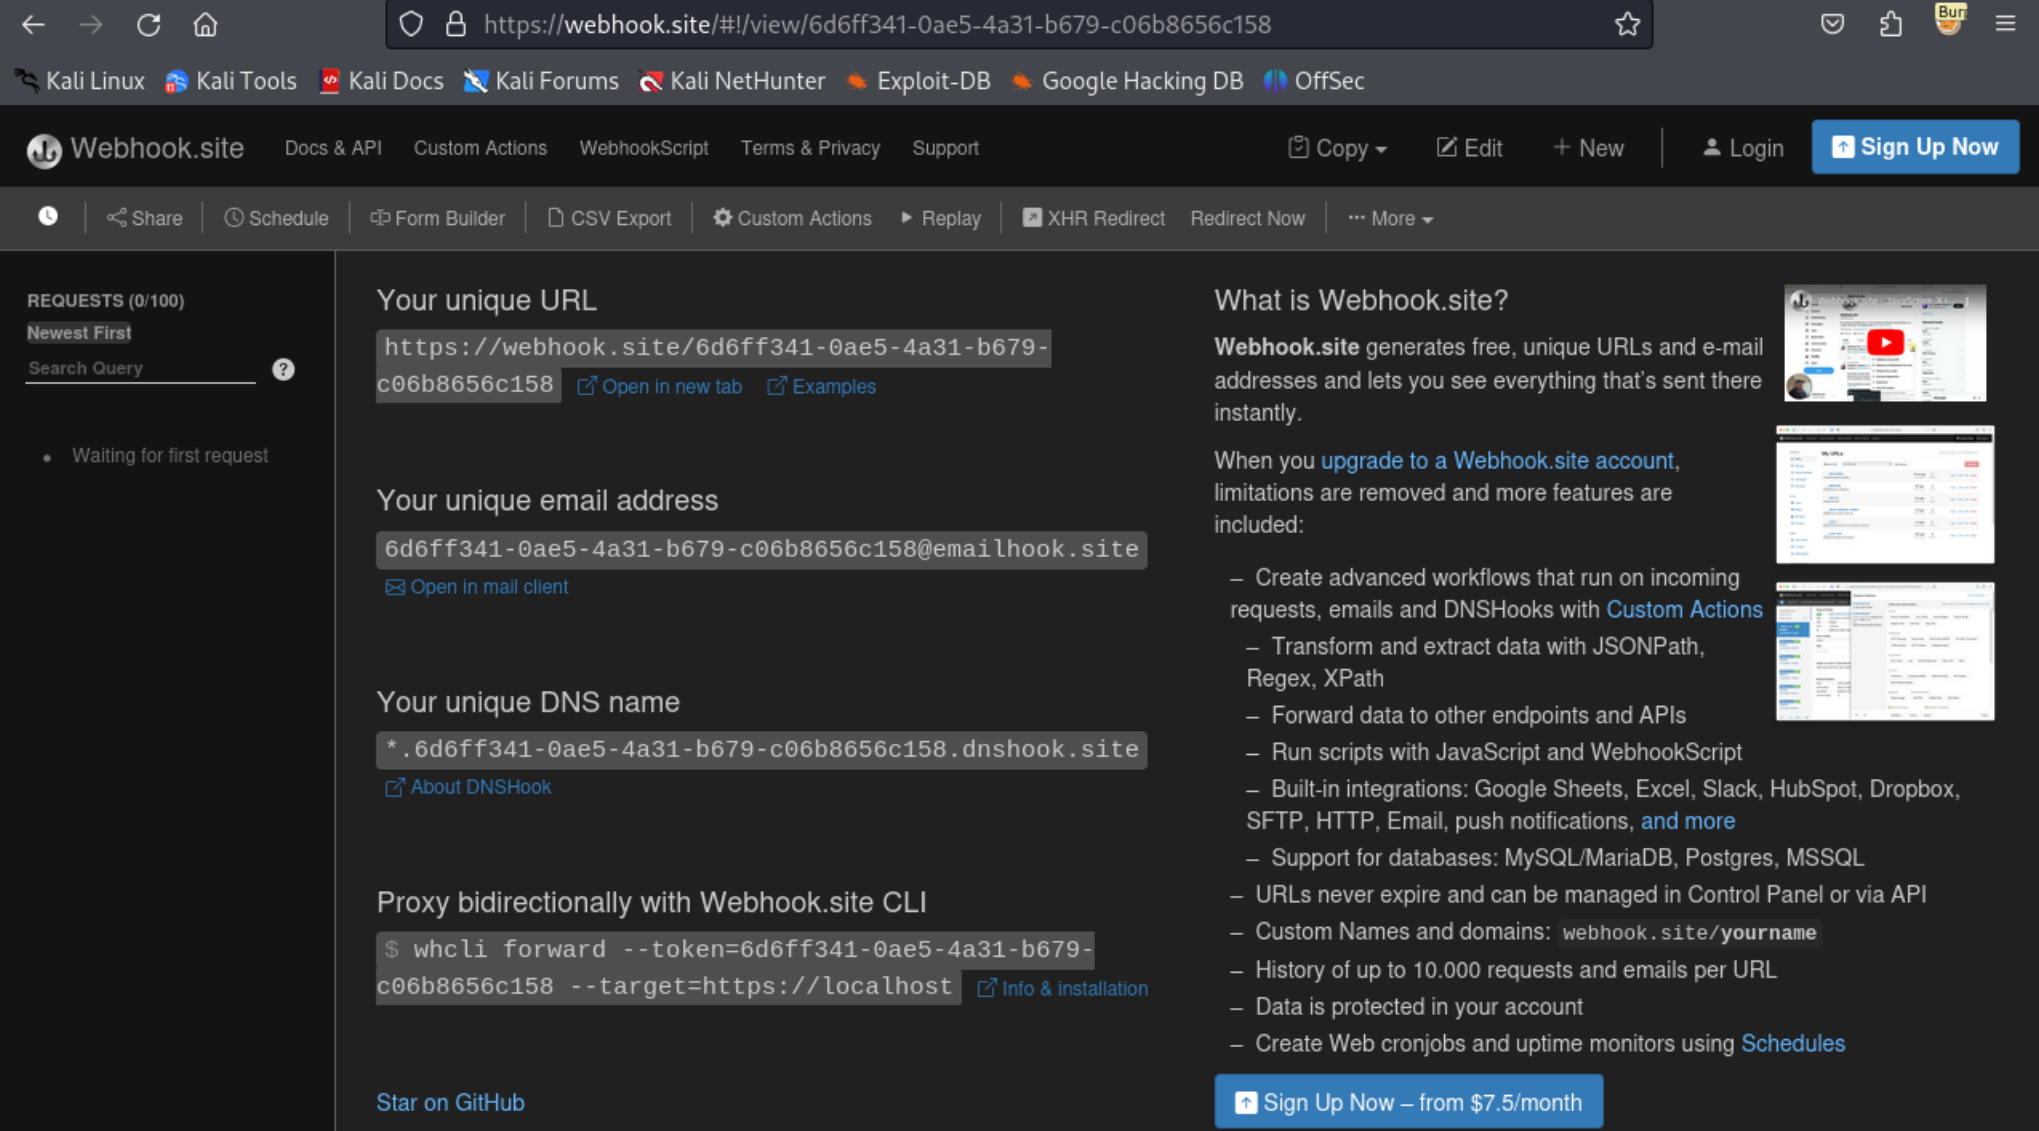 https://webhook.site/#!/view/6d6ff341-0ae5-4a31-b679-c06b8656c158
Bur
Kali Linux Kali Tools Kali Docs Kali Forums Kali NetHunter Exploit-DB Google Hacking DB OffSec
Webhook.site Docs & API Custom Actions WebhookScript Terms & Privacy Support Copy Edit + New Login Sign Up Now
Share Schedule Form Builder CSV Export Custom Actions Replay XHR Redirect Redirect Now ··· More
REQUESTS (0/100)
Newest First
Search Query ?
• Waiting for first request
Your unique URL
https://webhook.site/6d6ff341-0ae5-4a31-b679-
c06b8656c158 Open in new tab Examples
Your unique email address
6d6ff341-0ae5-4a31-b679-c06b8656c158@emailhook.site
Open in mail client
Your unique DNS name
*.6d6ff341-0ae5-4a31-b679-c06b8656c158.dnshook.site
About DNSHook
Proxy bidirectionally with Webhook.site CLI
$ whcli forward --token=6d6ff341-0ae5-4a31-b679-
c06b8656c158 --target=https://localhost Info & installation
Star on GitHub
What is Webhook.site?
Webhook.site generates free, unique URLs and e-mail
addresses and lets you see everything that's sent there
instantly.
When you upgrade to a Webhook.site account,
limitations are removed and more features are
included:
– Create advanced workflows that run on incoming
requests, emails and DNSHooks with Custom Actions
– Transform and extract data with JSONPath,
Regex, XPath
– Forward data to other endpoints and APIs
– Run scripts with JavaScript and WebhookScript
– Built-in integrations: Google Sheets, Excel, Slack, HubSpot, Dropbox,
SFTP, HTTP, Email, push notifications, and more
– Support for databases: MySQL/MariaDB, Postgres, MSSQL
– URLs never expire and can be managed in Control Panel or via API
– Custom Names and domains: webhook.site/yourname
– History of up to 10.000 requests and emails per URL
– Data is protected in your account
– Create Web cronjobs and uptime monitors using Schedules
Sign Up Now – from $7.5/month
My URLs